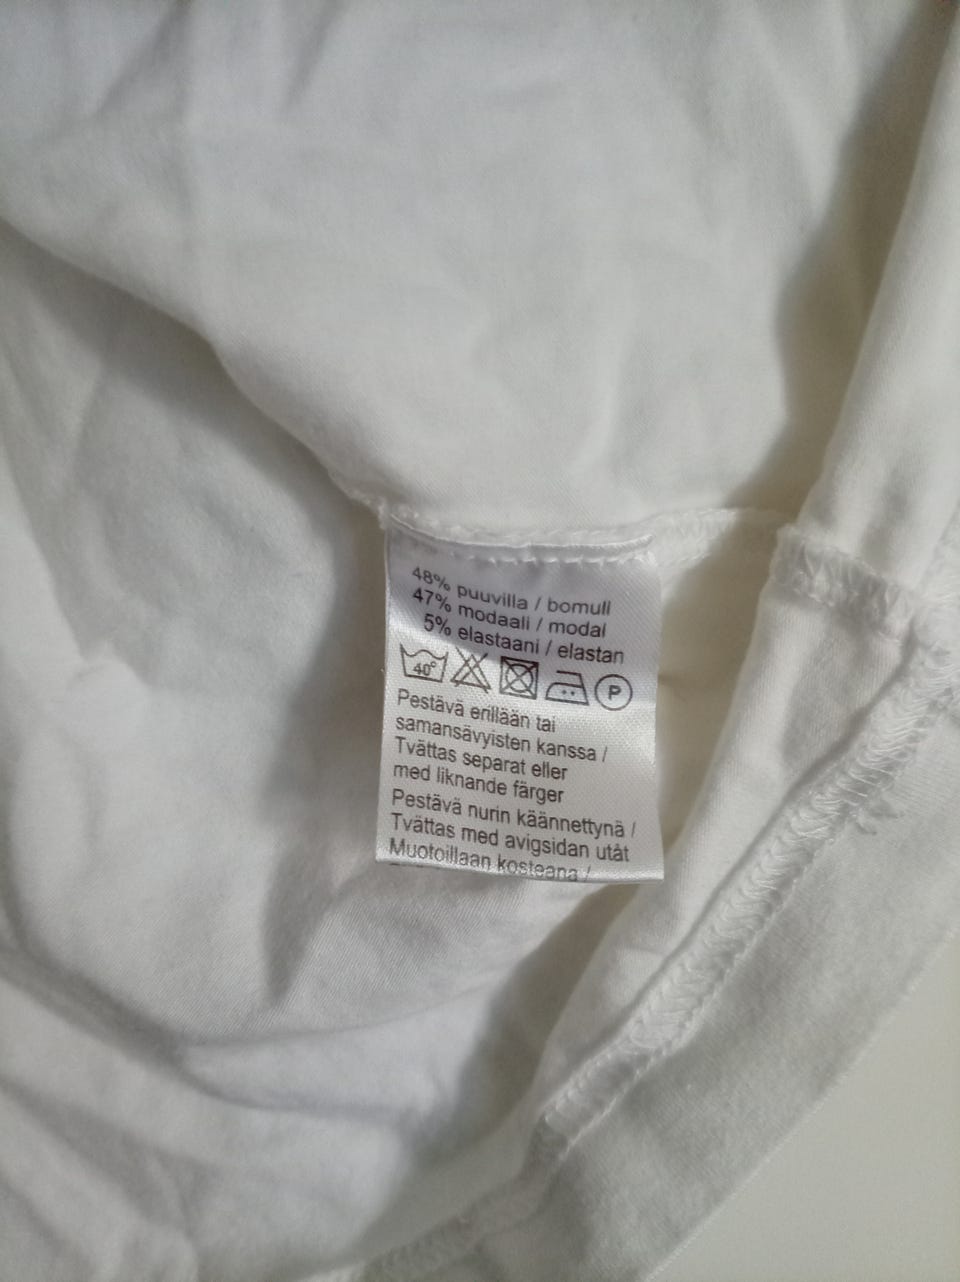 48% puuvilla / bomull
47% modaali / modal
5% elastaani / elastan
40° P
Pestävä erillään tai
samansävyisten kanssa /
Tvättas separat eller
med liknande färger
Pestävä nurin käännettynä /
Tvättas med avigsidan utåt
Muotoillaan kosteana /